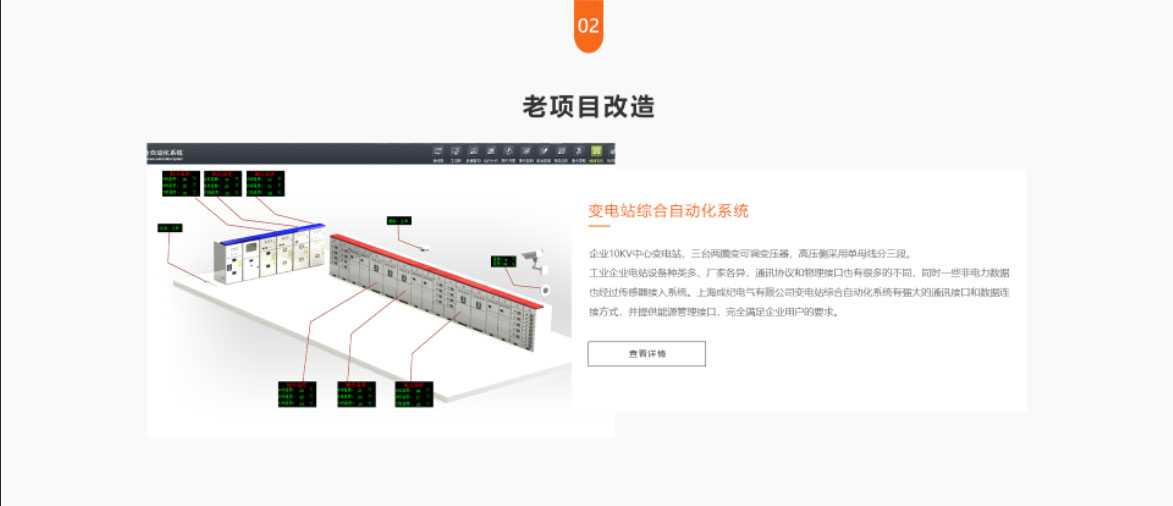 02
老项目改造
变电站综合自动化系统
企业10KV中心变电站，三台两圈变可调变压器，高压侧采用单母线分三段。
工业企业电站设备种类多、厂家各异、通讯协议和物理接口也有很多的不同，同时一些非电力数据
也经过传感器接入系统。上海成纪电气有限公司变电站综合自动化系统有强大的通讯接口和数据连
接方式，并提供能源管理接口，完全满足企业用户的要求。
查看详情